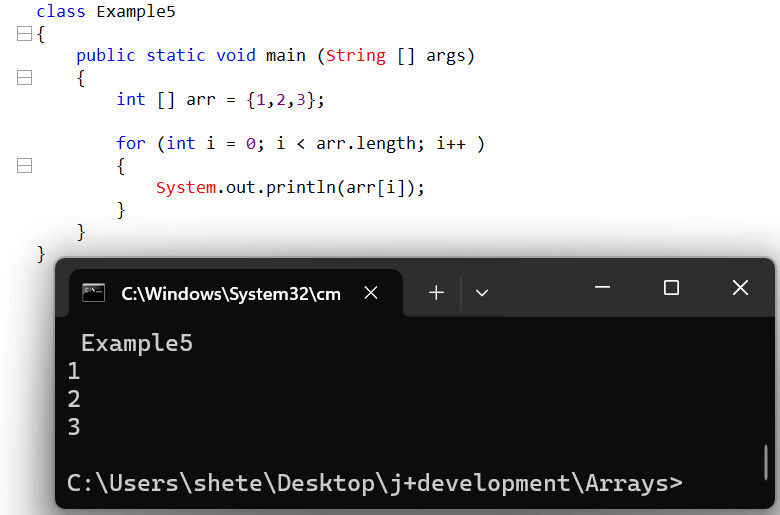 class Example5
{
public static void main (String [] args)
{
int [] arr = {1,2,3};
for (int i = 0; i < arr.length; i++ )
{
System.out.println(arr[i]);
}
}
}
C:\Windows\System32\cm
Example5
1
2
3
C:\Users\shete\Desktop\j+development\Arrays>